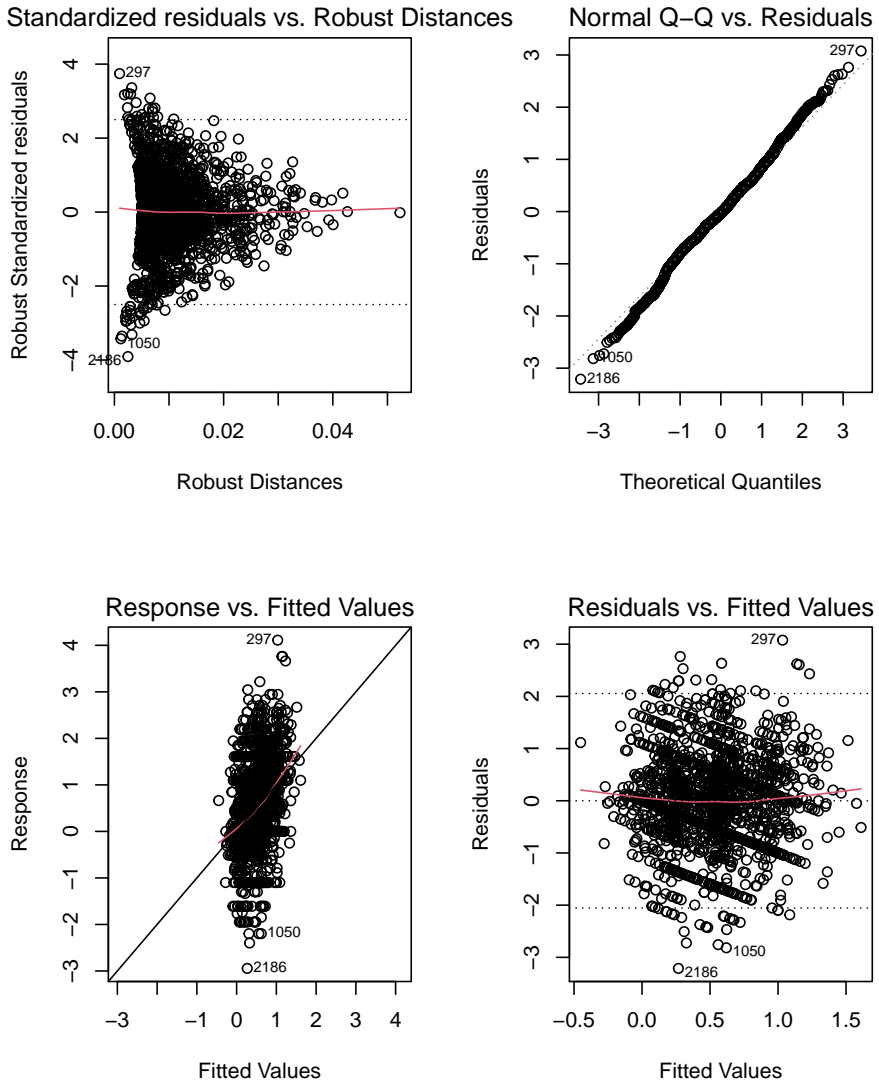 Standardized residuals vs. Robust Distances
Robust Standardized residuals
4
2
0
−2
−4
297
1050
2186
0.00 0.02 0.04
Robust Distances
Normal Q−Q vs. Residuals
Residuals
3
2
1
0
−1
−2
−3
297
1050
2186
−3 −1 0 1 2 3
Theoretical Quantiles
Response vs. Fitted Values
Response
4
3
2
1
0
−1
−2
−3
297
1050
2186
−3 −1 0 1 2 4
Fitted Values
Residuals vs. Fitted Values
Residuals
3
2
1
0
−1
−2
−3
297
1050
2186
−0.5 0.0 0.5 1.0 1.5
Fitted Values